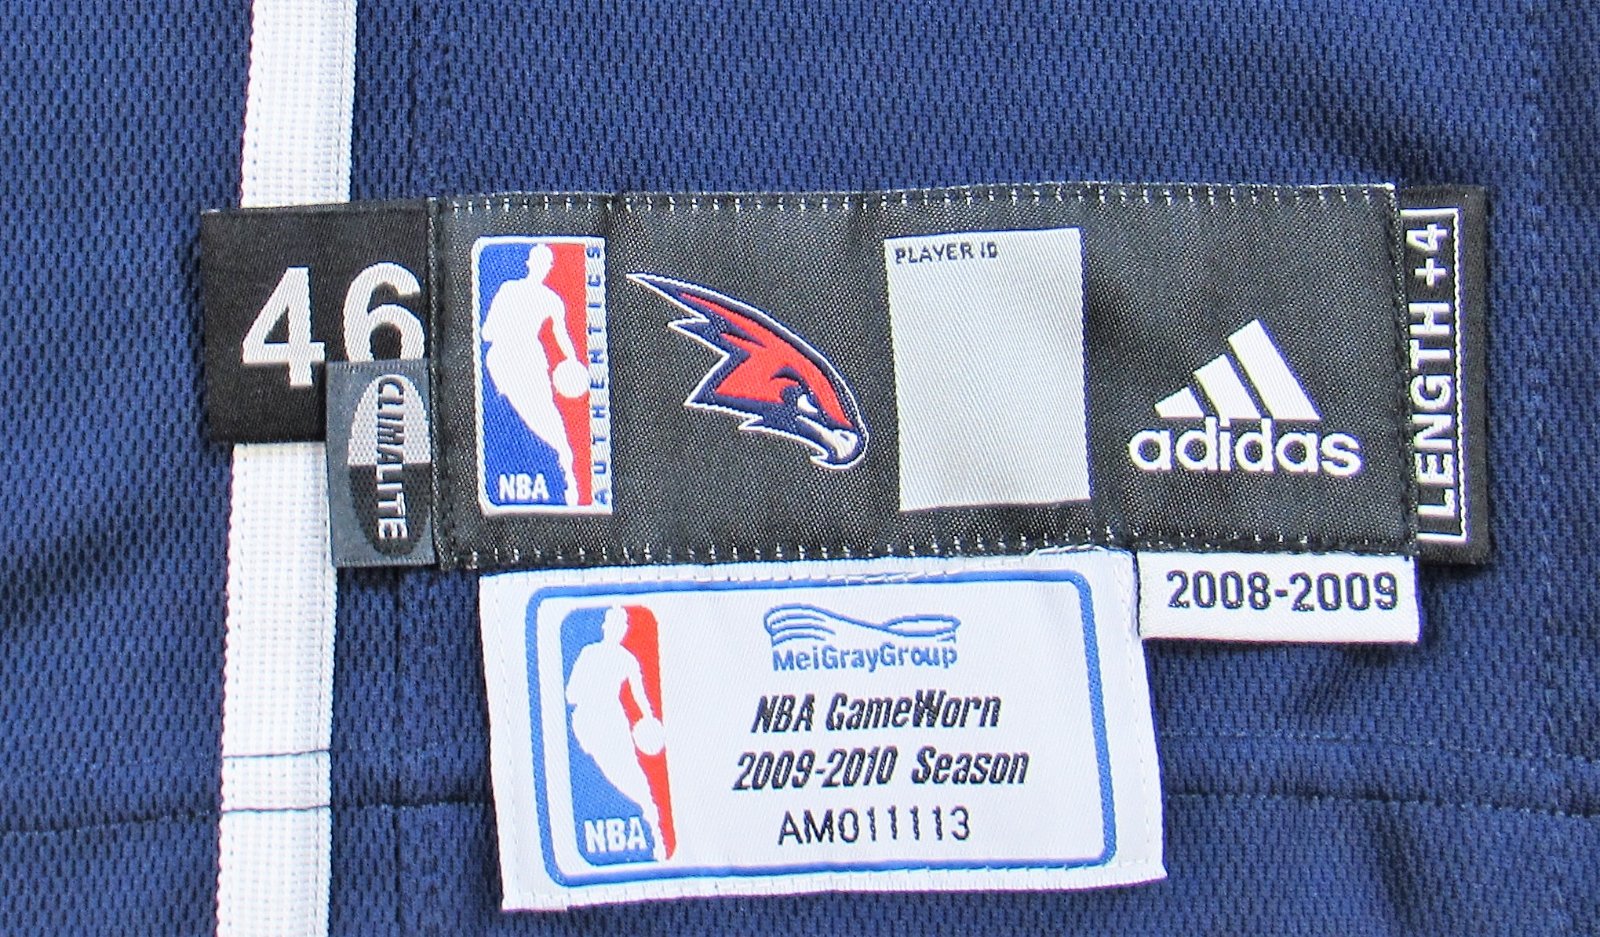 46
CLIMALITE
NBA
AUTHENTICS
PLAYER ID
adidas
LENGTH +4
2008-2009
MeiGrayGroup
NBA GameWorn
2009-2010 Season
AM011113
NBA